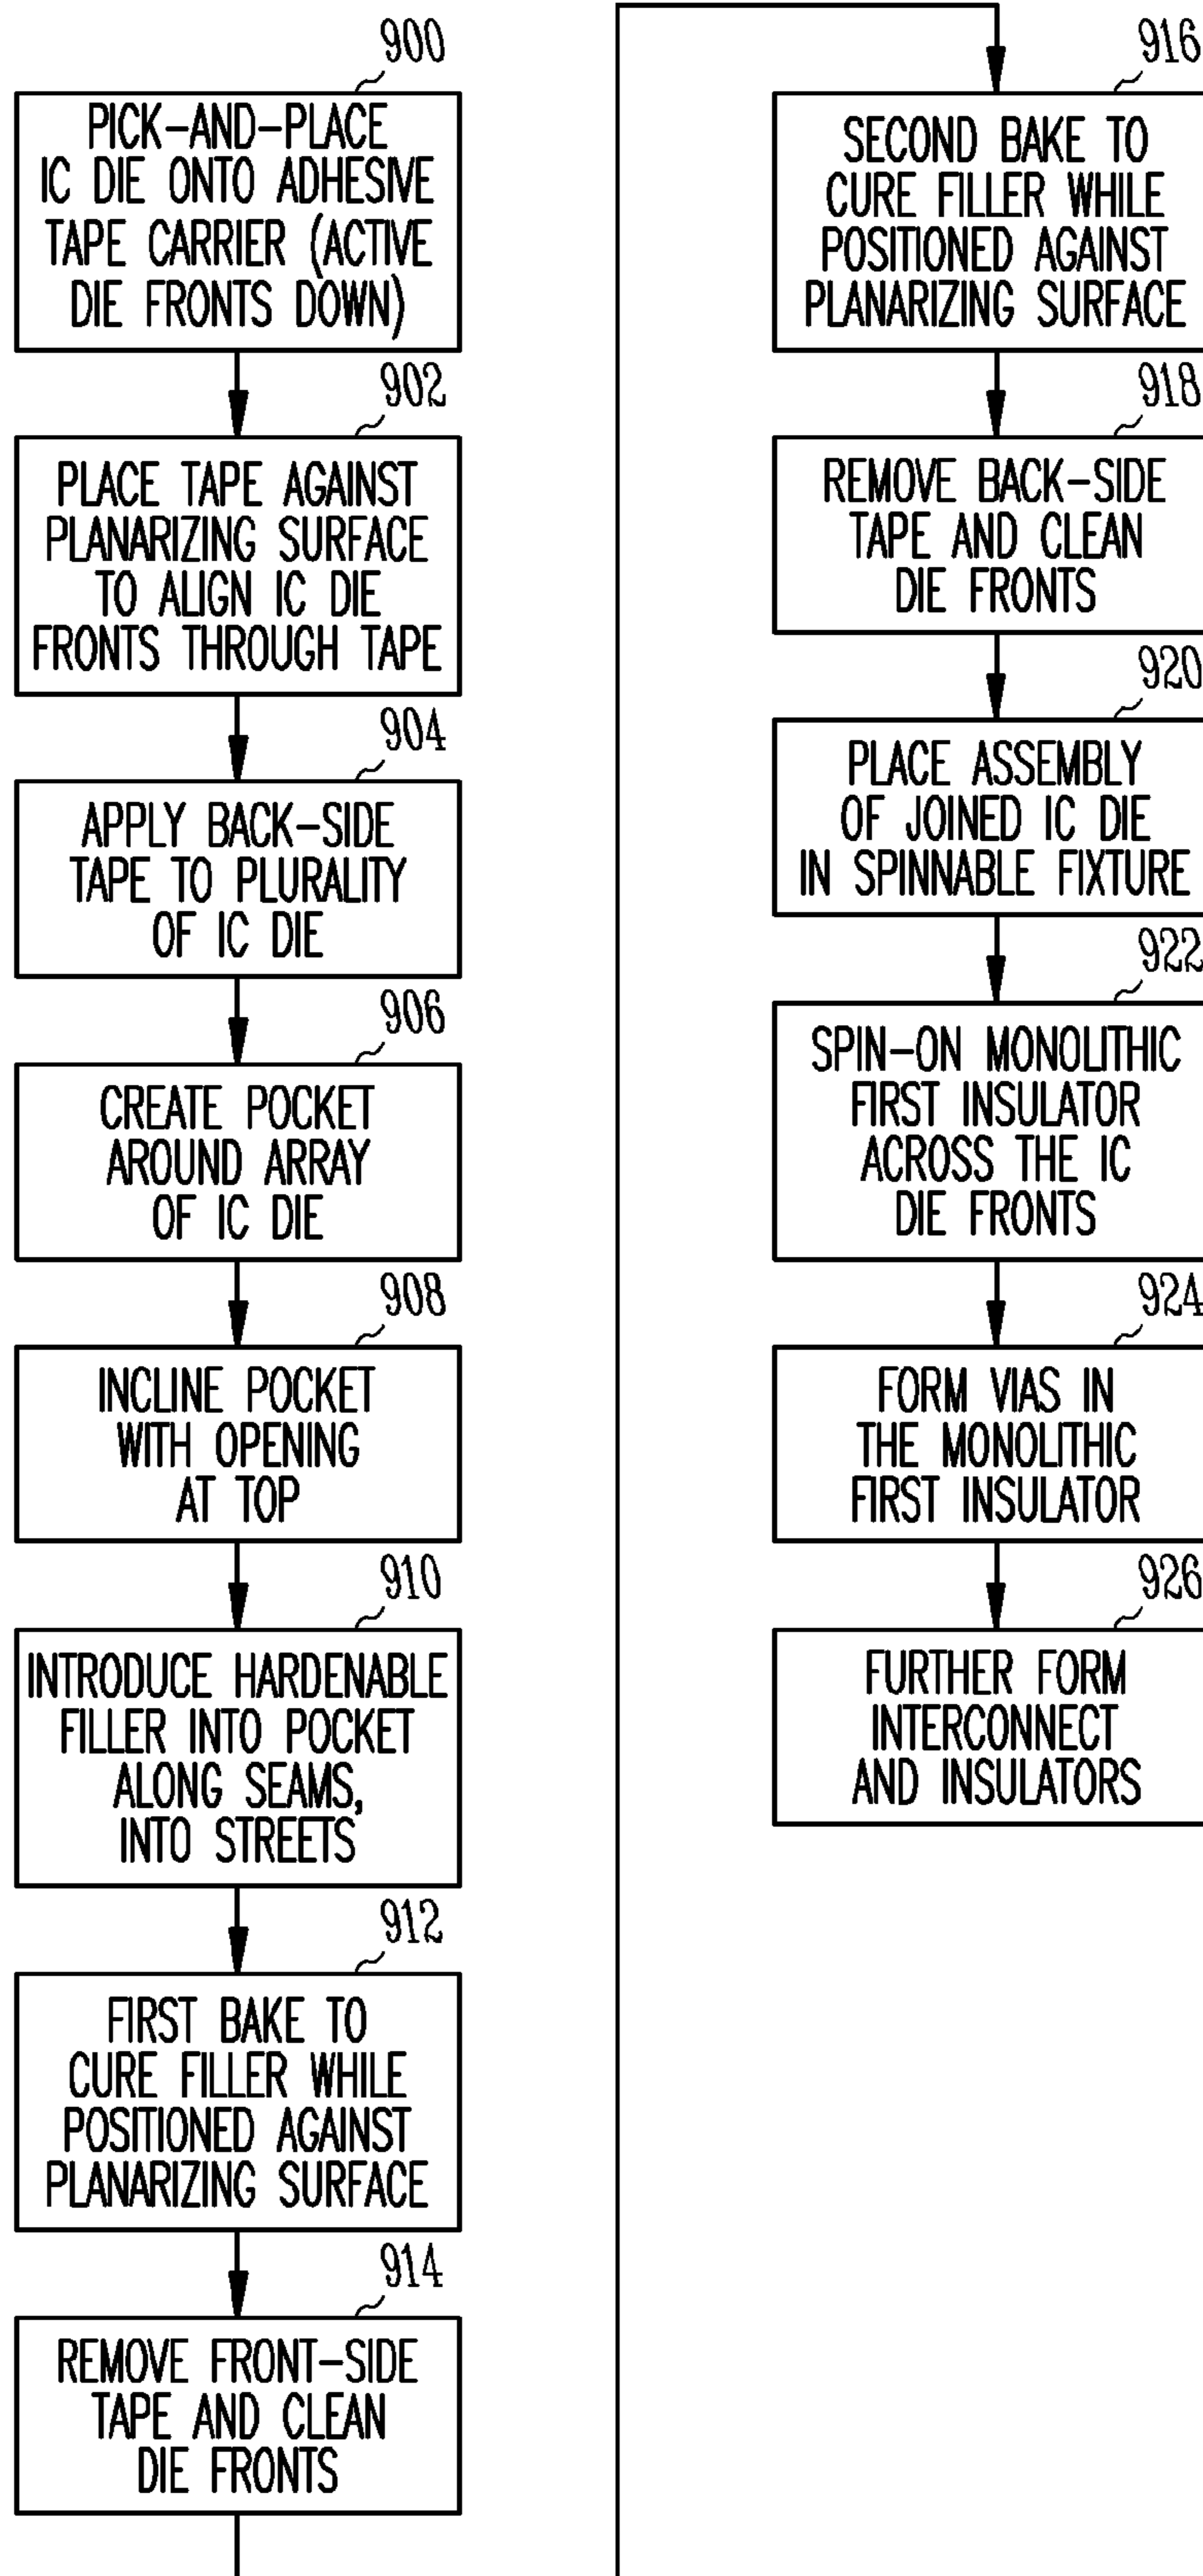 900
PICK-AND-PLACE
IC DIE ONTO ADHESIVE
TAPE CARRIER (ACTIVE
DIE FRONTS DOWN)
902
PLACE TAPE AGAINST
PLANARIZING SURFACE
TO ALIGN IC DIE
FRONTS THROUGH TAPE
904
APPLY BACK-SIDE
TAPE TO PLURALITY
OF IC DIE
906
CREATE POCKET
AROUND ARRAY
OF IC DIE
908
INCLINE POCKET
WITH OPENING
AT TOP
910
INTRODUCE HARDENABLE
FILLER INTO POCKET
ALONG SEAMS,
INTO STREETS
912
FIRST BAKE TO
CURE FILLER WHILE
POSITIONED AGAINST
PLANARIZING SURFACE
914
REMOVE FRONT-SIDE
TAPE AND CLEAN
DIE FRONTS
916
SECOND BAKE TO
CURE FILLER WHILE
POSITIONED AGAINST
PLANARIZING SURFACE
918
REMOVE BACK-SIDE
TAPE AND CLEAN
DIE FRONTS
920
PLACE ASSEMBLY
OF JOINED IC DIE
IN SPINNABLE FIXTURE
922
SPIN-ON MONOLITHIC
FIRST INSULATOR
ACROSS THE IC
DIE FRONTS
924
FORM VIAS IN
THE MONOLITHIC
FIRST INSULATOR
926
FURTHER FORM
INTERCONNECT
AND INSULATORS